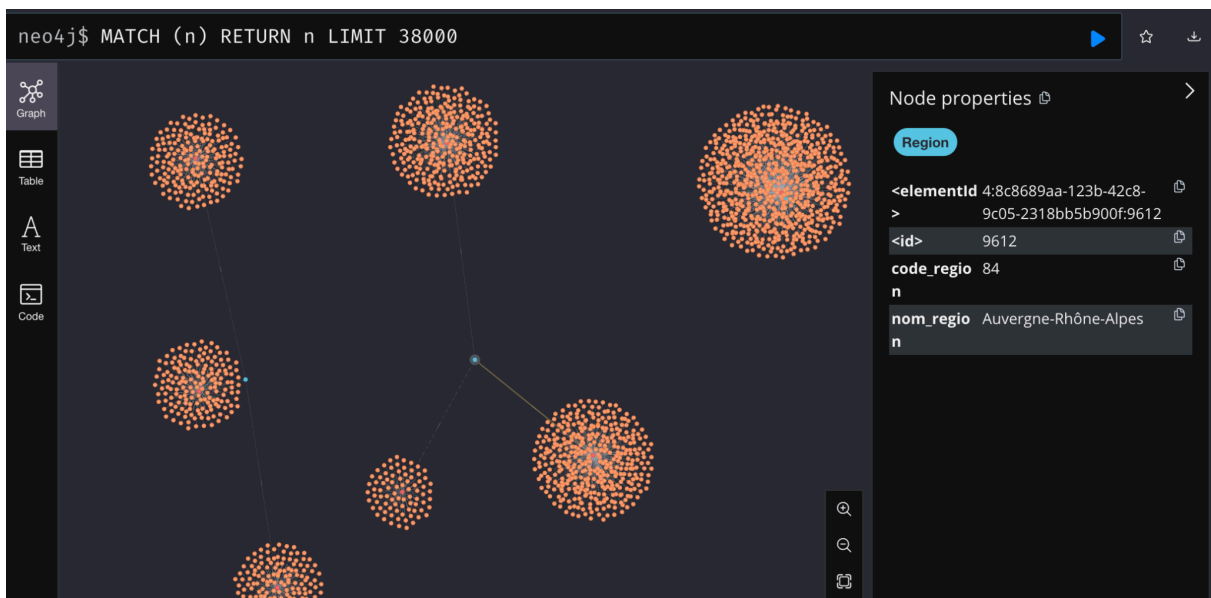 neo4j$ MATCH (n) RETURN n LIMIT 38000
Graph
Table
Text
Code
Node properties
Region
<elementId
>
4:8c8689aa-123b-42c8-
9c05-2318bb5b900f:9612
<id> 9612
code_regio 84
n
nom_regio Auvergne-Rhône-Alpes
n